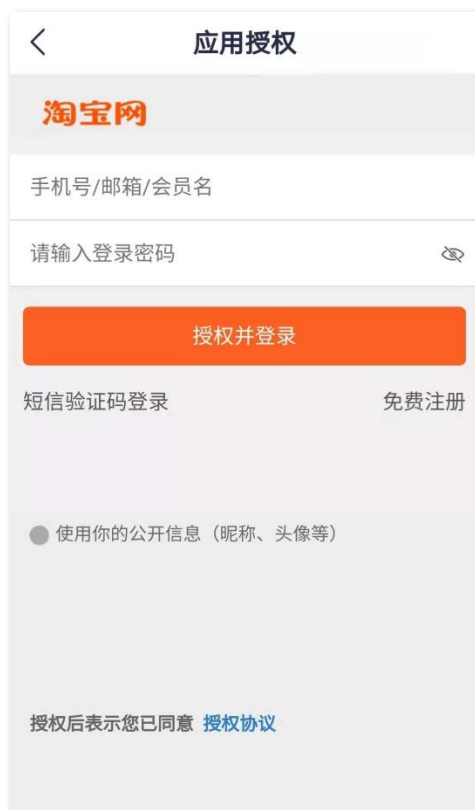 应用授权
淘宝网
手机号/邮箱/会员名
请输入登录密码
授权并登录
短信验证码登录 免费注册
使用你的公开信息（昵称、头像等）
授权后表示您已同意 授权协议